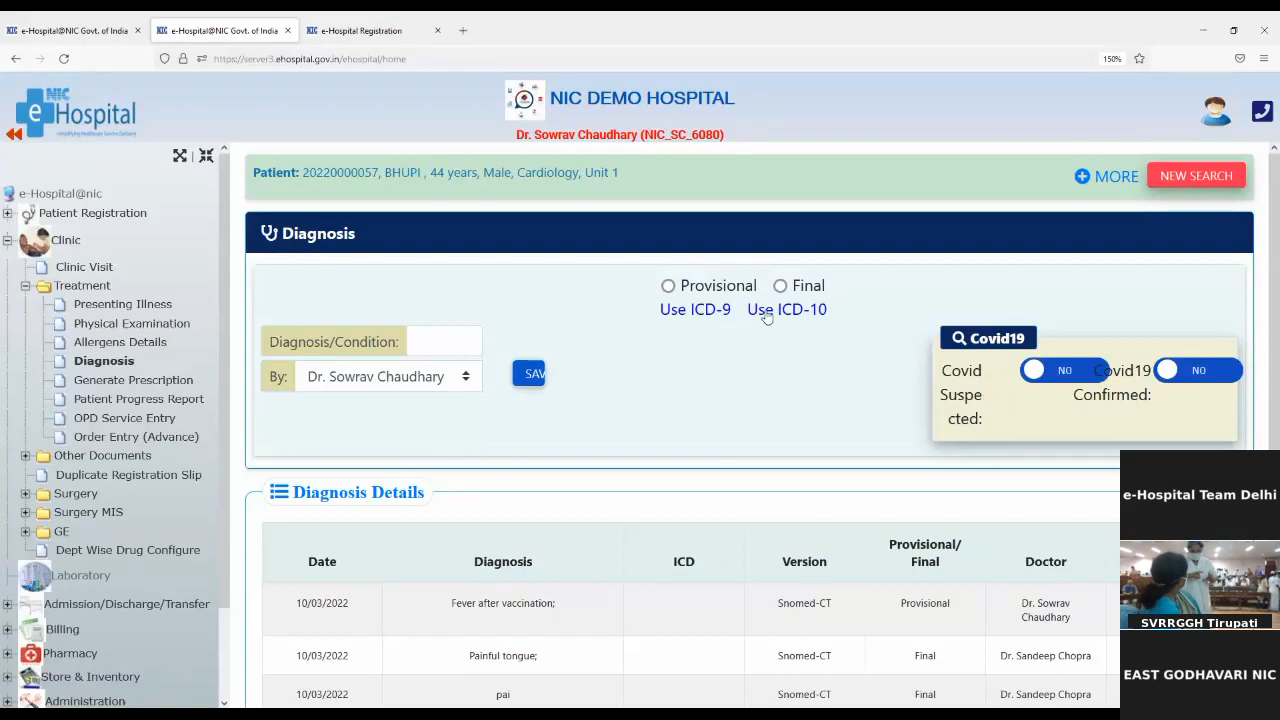 e-Hospital@NIC Govt. of India
e-Hospital@NIC Govt. of India
e-Hospital Registration
https://server3.ehospital.gov.in/ehospital/home
150%
NIC
eHospital
NIC DEMO HOSPITAL
Dr. Sowrav Chaudhary (NIC_SC_6080)
e-Hospital@nic
Patient Registration
Clinic
Clinic Visit
Treatment
Presenting Illness
Physical Examination
Allergens Details
Diagnosis
Generate Prescription
Patient Progress Report
OPD Service Entry
Order Entry (Advance)
Other Documents
Duplicate Registration Slip
Surgery
Surgery MIS
GE
Dept Wise Drug Configure
Laboratory
Admission/Discharge/Transfer
Billing
Pharmacy
Store & Inventory
Administration
Patient: 20220000057, BHUPI , 44 years, Male, Cardiology, Unit 1
MORE
NEW SEARCH
Diagnosis
Provisional Final
Use ICD-9 Use ICD-10
Diagnosis/Condition:
By: Dr. Sowrav Chaudhary
SAV
Covid19
Covid Suspe cted:
NO
Covid19 Confirmed:
NO
Diagnosis Details
Date Diagnosis ICD Version Provisional/ Final Doctor
10/03/2022 Fever after vaccination; Snomed-CT Provisional Dr. Sowrav Chaudhary
10/03/2022 Painful tongue; Snomed-CT Final Dr. Sandeep Chopra
10/03/2022 pai Snomed-CT Final Dr. Sandeep Chopra
e-Hospital Team Delhi
SVRRGGH Tirupati
EAST GODHAVARI NIC